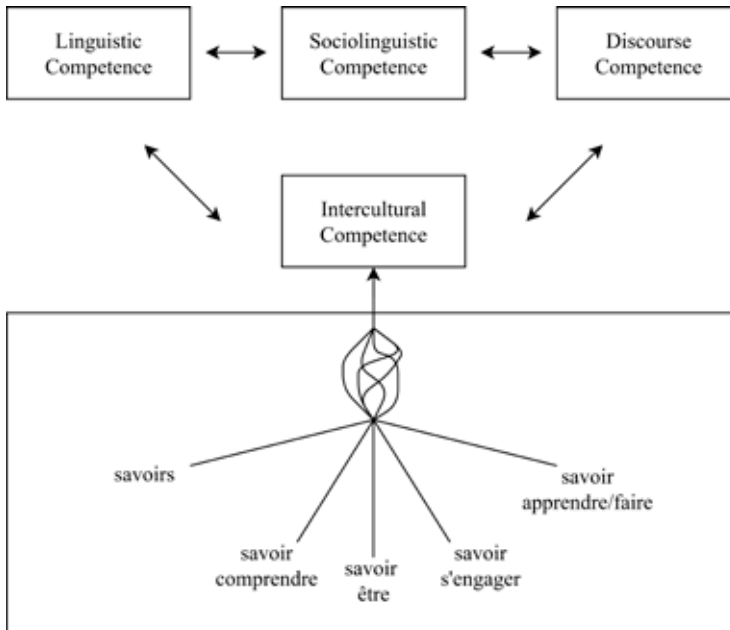 Linguistic
Competence
Sociolinguistic
Competence
Discourse
Competence
Intercultural
Competence
savoirs
savoir
comprendre
savoir
être
savoir
s'engager
savoir
apprendre/faire